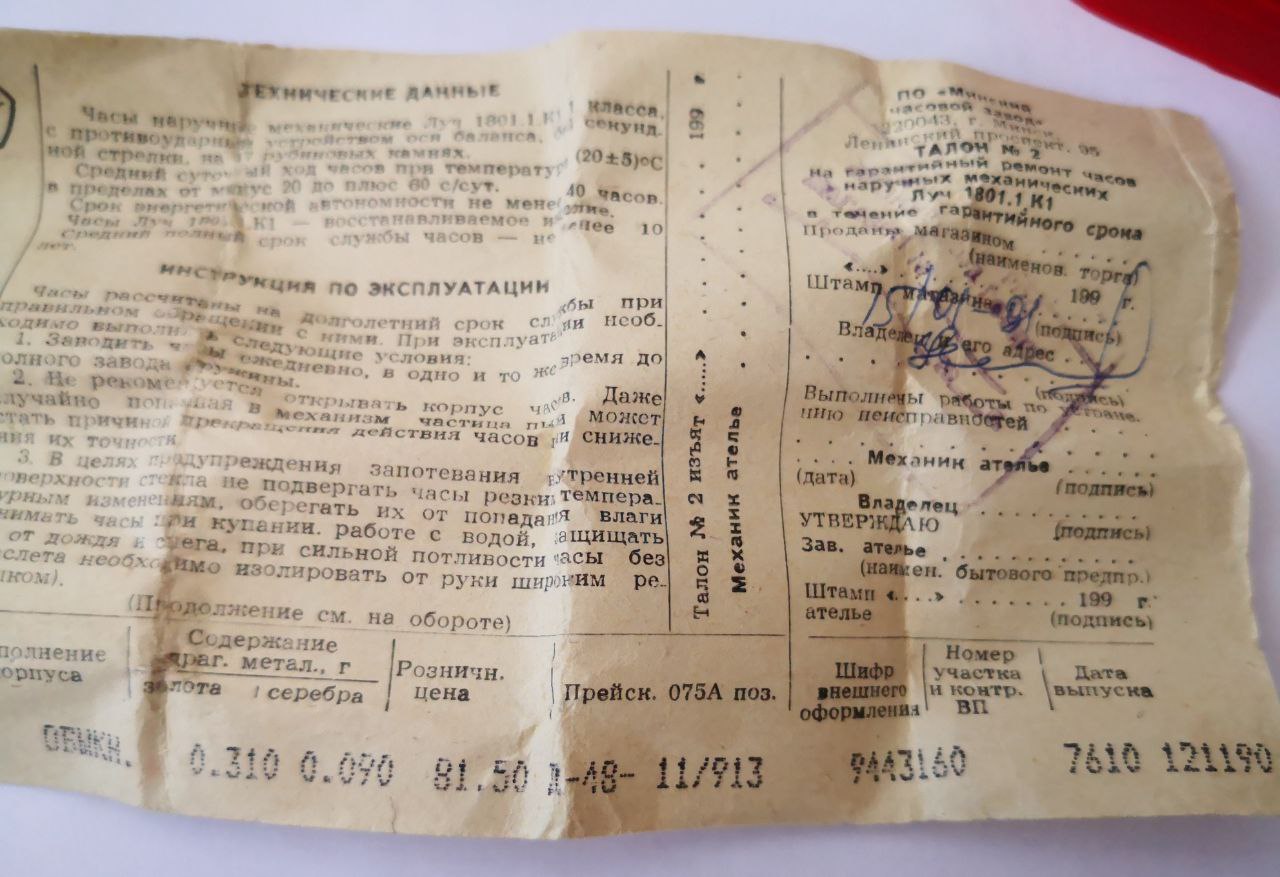 ТЕХНИЧЕСКИЕ ДАННЫЕ
Часы наручные механические Луч 1801.1.К1 1 класса,
с противоударным устройством оси баланса, без секунд-
ной стрелки, на рубиновых камнях.
Средний суточный ход часов при температуре (20±5)°С
в пределах от минус 20 до плюс 60 с/сут.
Срок энергетической автономности не менее 40 часов.
Часы Луч 1801.1 К1 — восстанавливаемое
Средний полный срок службы часов — не менее 10
лет.
ИНСТРУКЦИЯ ПО ЭКСПЛУАТАЦИИ
Часы рассчитаны на долголетний срок службы при
правильном обращении с ними. При эксплуатации необ-
ходимо выполнить следующие условия:
1. Заводить часы ежедневно, в одно и то же время до
полного завода пружины.
2. Не рекомендуется открывать корпус часов. Даже
случайно попавшая в механизм частица пыли может
стать причиной прекращения действия часов или сниже-
ния их точности.
3. В целях предупреждения запотевания внутренней
поверхности стекла не подвергать часы резким темпера-
турным изменениям, оберегать их от попадания влаги
снимать часы при купании, работе с водой, защищать
от дождя и снега, при сильной потливости часы без
браслета необходимо изолировать от руки широким ре-
мешком).
(Продолжение см. на обороте)
Талон № 2 изъят «.....» . . . . . . . 199 г
Механик ателье . . . . . . .
ПО «Минский
часовой завод»
220043, г. Минск,
Ленинский проспект, 95
ТАЛОН № 2
на гарантийный ремонт часов
наручных механических
Луч 1801.1.К1
в течение гарантийного срока
Проданы магазином . . . . . .
(наименов. торга)
«....» . . . . . . . 199 г.
Штамп магазина
(подпись)
Владелец и его адрес . . .
(подпись)
Выполнены работы по устране-
нию неисправностей
. . . . Механик ателье . . . . . .
(дата) (подпись)
Владелец . . . . . . . .
УТВЕРЖДАЮ (подпись)
Зав. ателье . . . . . . . . . .
(наимен. бытового предпр.)
Штамп «....» . . . . . . . 199 г.
ателье (подпись)
Исполнение корпуса
Содержание драг. метал., г
золота серебра
Розничн. цена
Прейск. 075А поз.
Шифр внешнего оформления
Номер участка и контр. ВП
Дата выпуска
ОБЫКН. 0.310 0.090 81.50 Д-48- 11/913 9443160 7610 121190